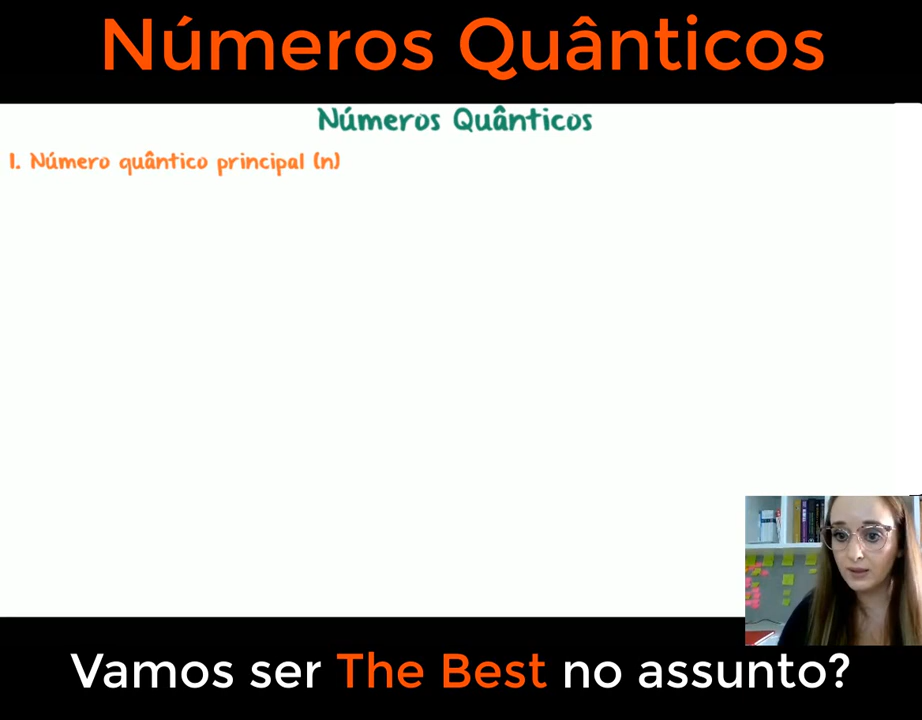 Números Quânticos
Números Quânticos
1. Número quântico principal (n)
Vamos ser The Best no assunto?